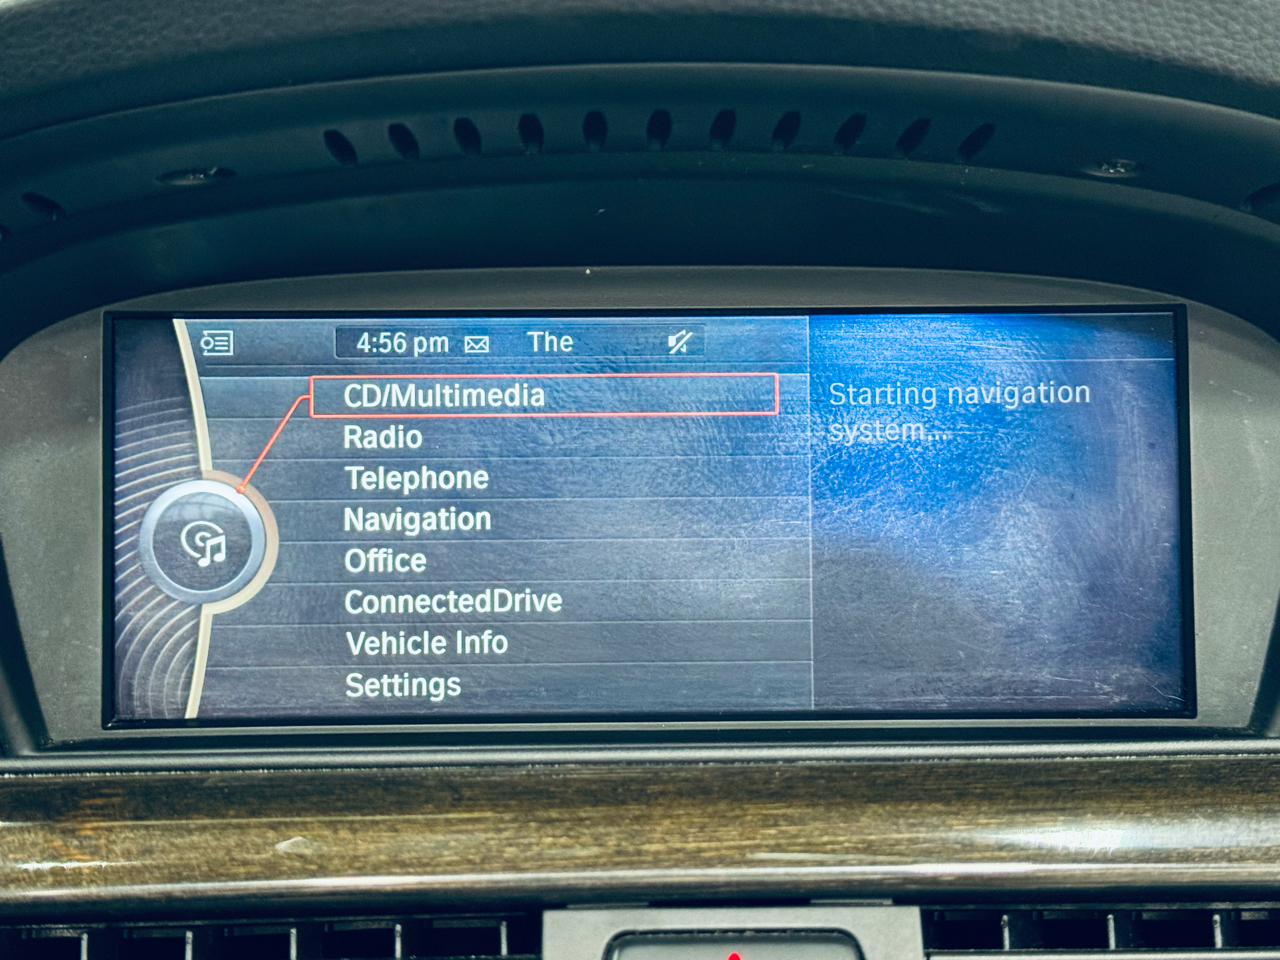 4:56 pm The
CD/Multimedia
Radio
Telephone
Navigation
Office
ConnectedDrive
Vehicle Info
Settings
Starting navigation
system...